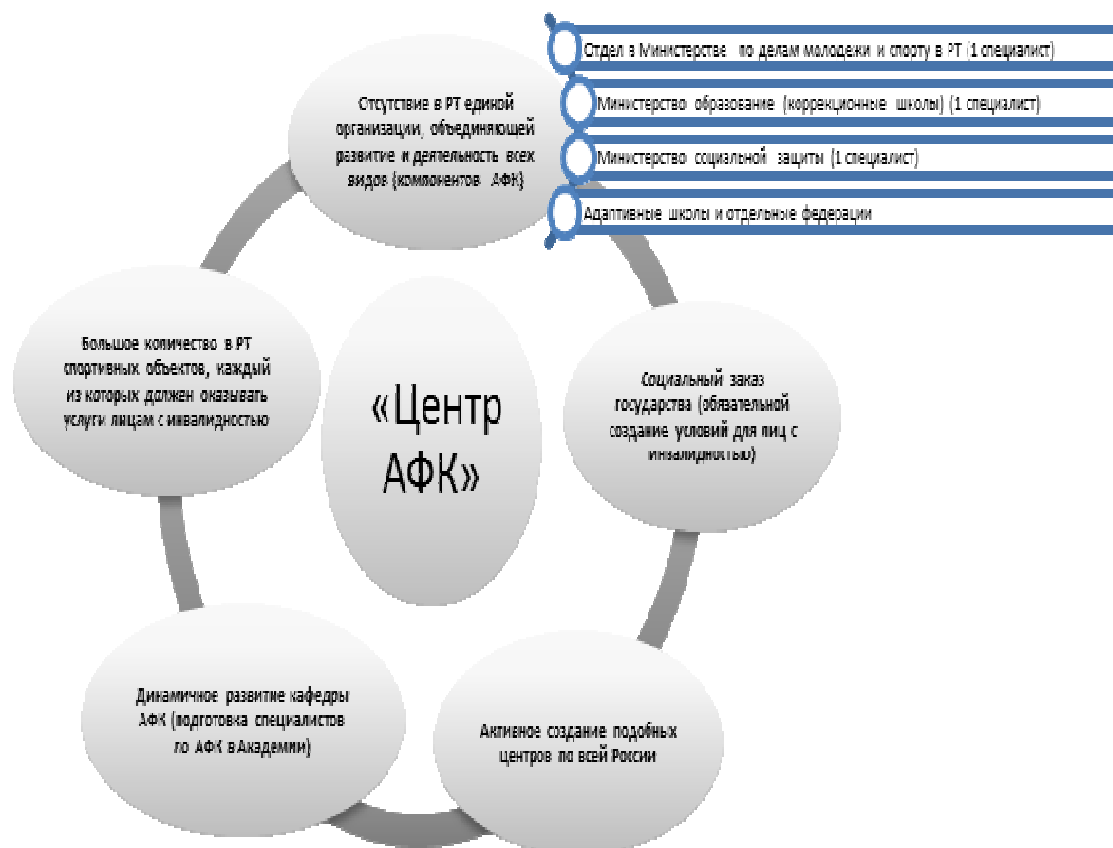 Отсутствие в РТ единой
организации, объединяющей
развитие и деятельность всех
видов (компонентов АФК)
Отдел в Министерстве по делам молодежи и спорту в РТ (1 специалист)
Министерство образование (коррекционные школы) (1 специалист)
Министерство социальной защиты (1 специалист)
Адаптивные школы и отдельные федерации
Социальный заказ
государства (обязательной
создание условий для лиц с
инвалидностью)
Активное создание подобных
центров по всей России
Динамичное развитие кафедры
АФК (подготовка специалистов
по АФК в Академии)
Большое количество в РТ
спортивных объектов, каждый
из которых должен оказывать
услуги лицам с инвалидностью
«Центр
АФК»